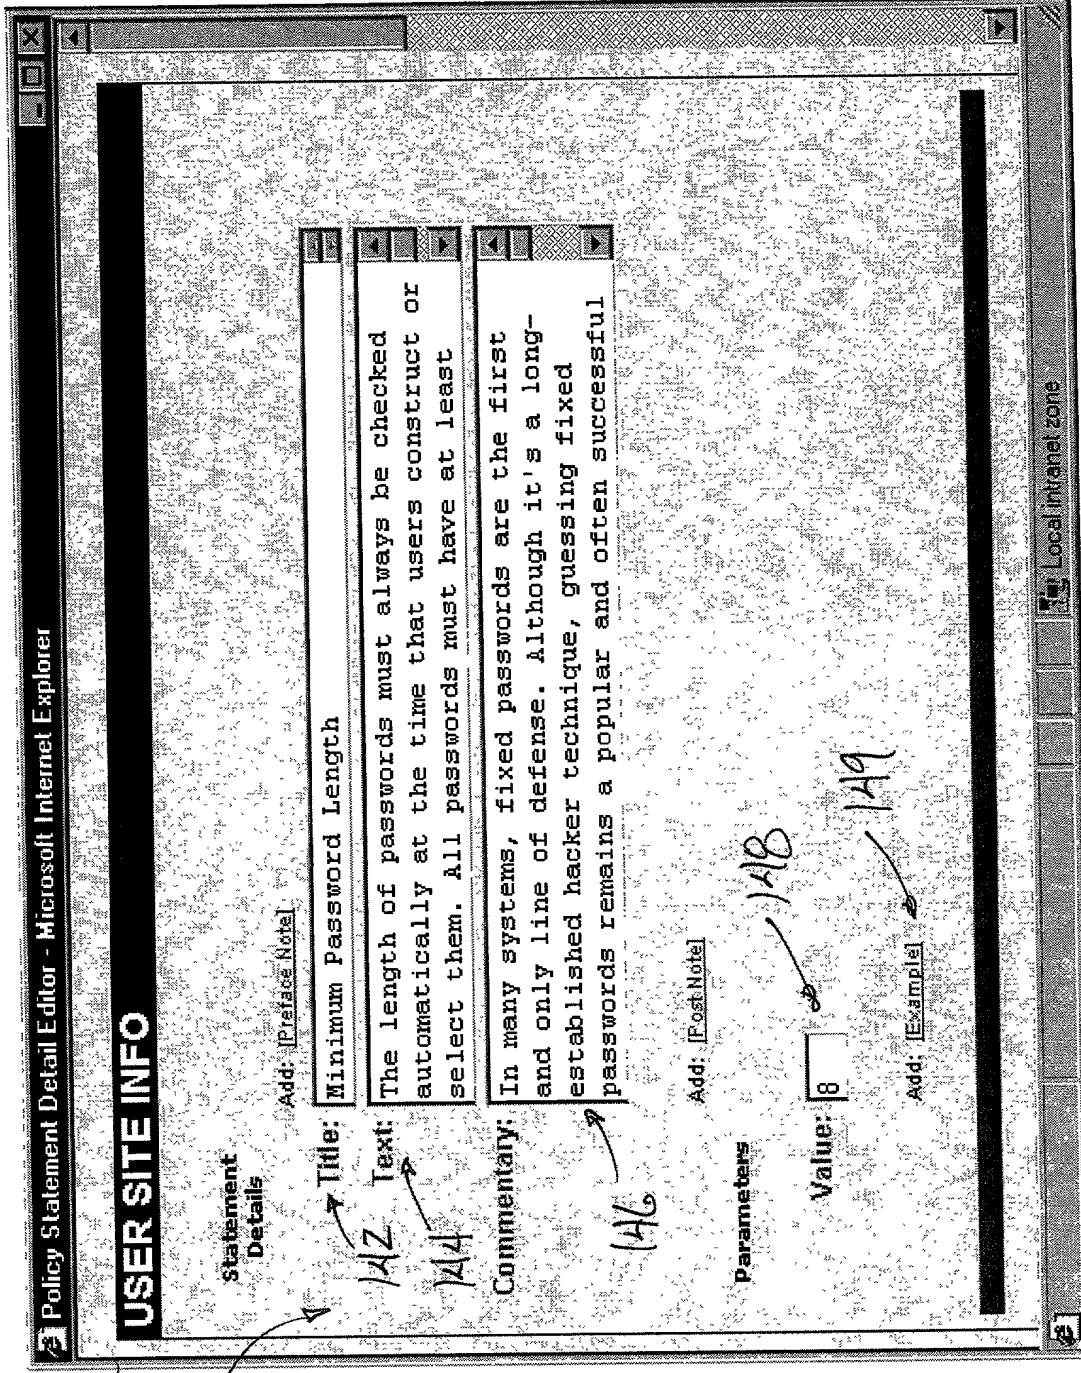 Policy Statement Detail Editor - Microsoft Internet Explorer
USER SITE INFO
Statement
Details
Add: [Preface Note]
142
Title: Minimum Password Length
144
Text: The length of passwords must always be checked
automatically at the time that users construct or
select them. All passwords must have at least
Commentary: In many systems, fixed passwords are the first
and only line of defense. Although it's a long-
established hacker technique, guessing fixed
passwords remains a popular and often successful
146
Add: [Post Note]
Parameters
148
Value: 8
149
Add: [Example]
Local intranet zone